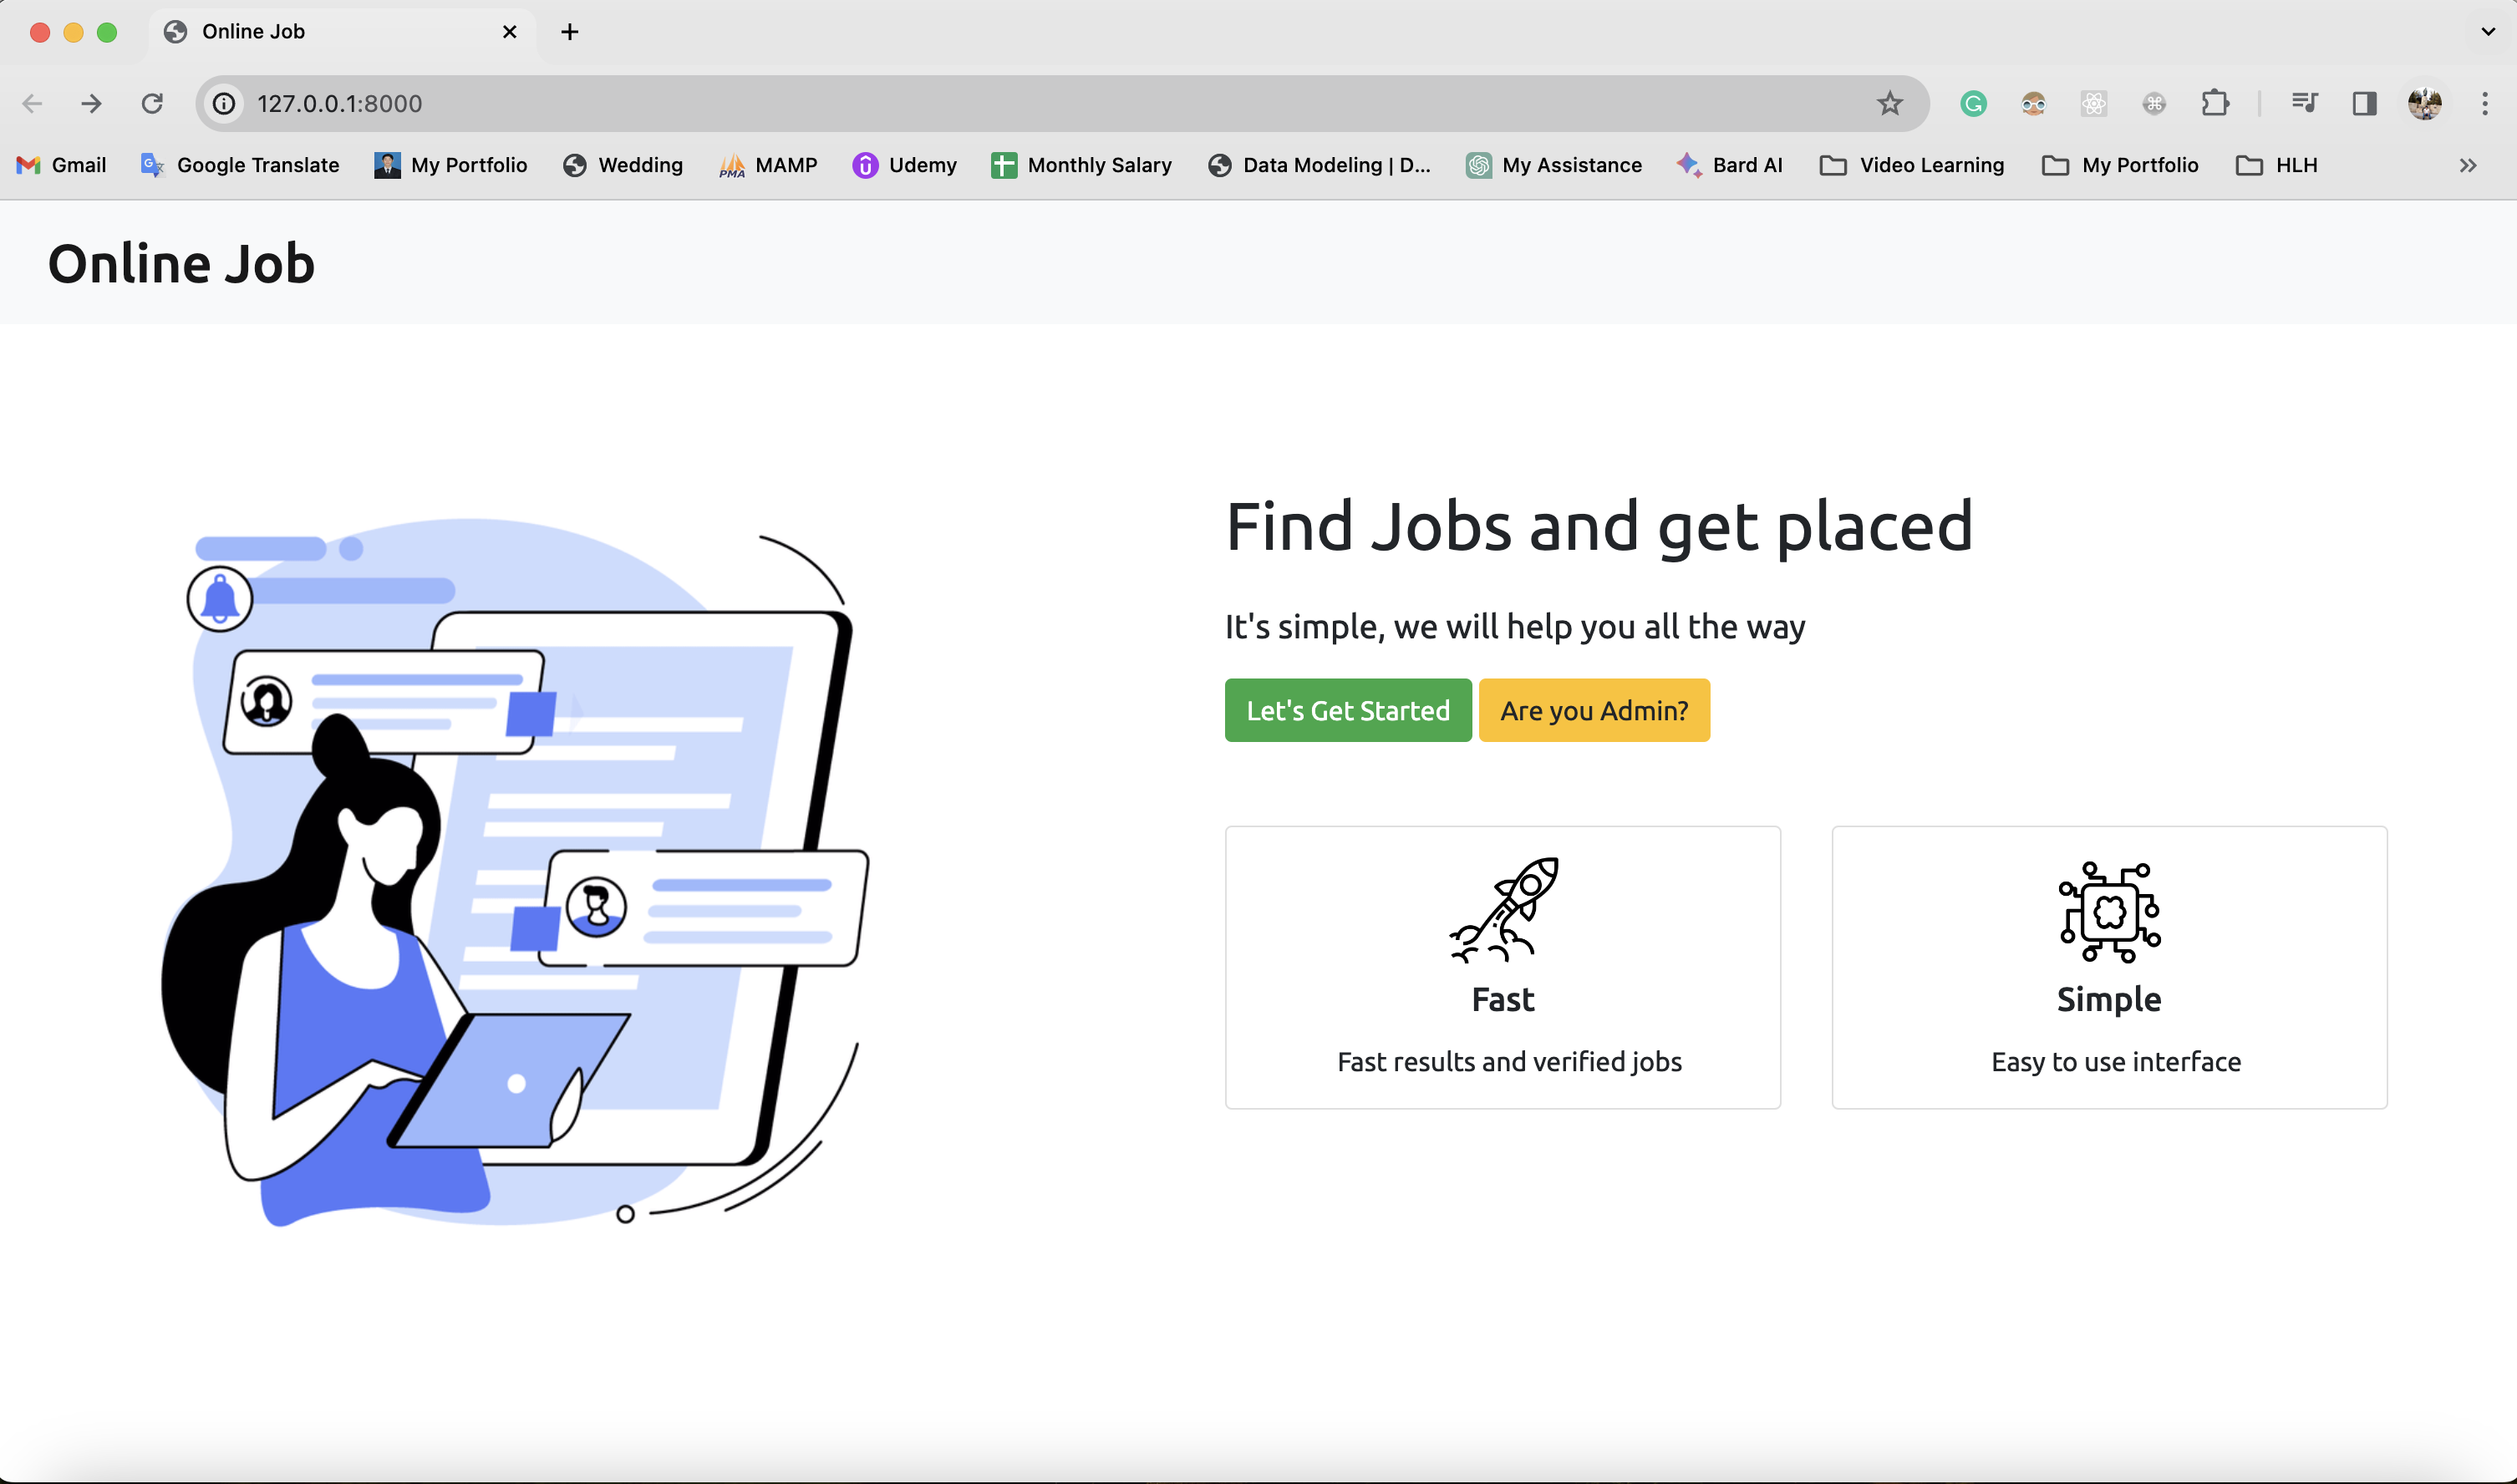 Online Job
127.0.0.1:8000
Gmail
Google Translate
My Portfolio
Wedding
PMA
MAMP
Udemy
Monthly Salary
Data Modeling | D...
My Assistance
Bard AI
Video Learning
My Portfolio
HLH
Online Job
Find Jobs and get placed
It's simple, we will help you all the way
Let's Get Started
Are you Admin?
Fast
Fast results and verified jobs
Simple
Easy to use interface